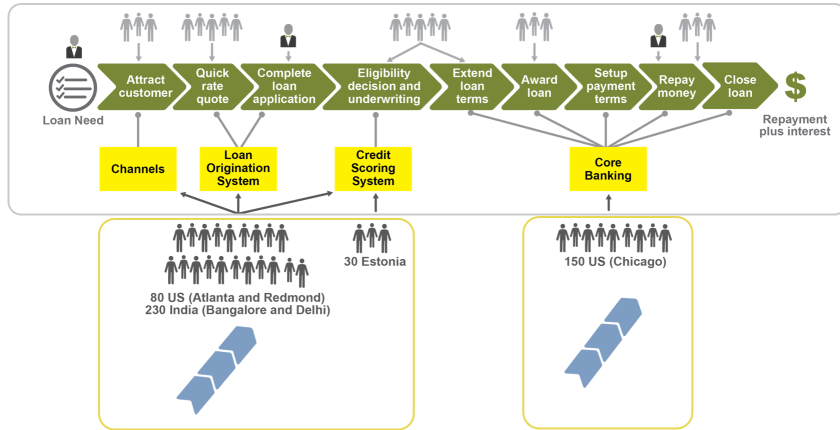 Loan Need
Attract
customer
Quick
rate
quote
Complete
loan
application
Eligibility
decision and
underwriting
Extend
loan
terms
Award
loan
Setup
payment
terms
Repay
money
Close
loan
$
Repayment
plus interest
Channels
Loan
Origination
System
Credit
Scoring
System
Core
Banking
80 US (Atlanta and Redmond)
230 India (Bangalore and Delhi)
30 Estonia
150 US (Chicago)